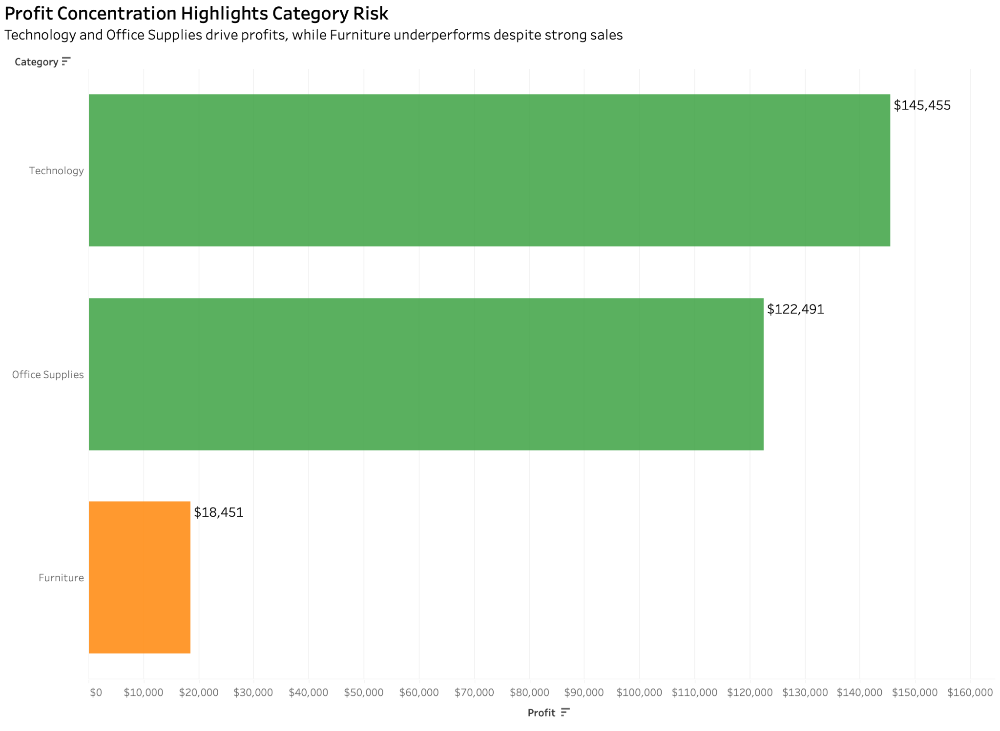 Profit Concentration Highlights Category Risk
Technology and Office Supplies drive profits, while Furniture underperforms despite strong sales
Category
$145,455
Technology
$122,491
Office Supplies
$18,451
Furniture
$0 $10,000 $20,000 $30,000 $40,000 $50,000 $60,000 $70,000 $80,000 $90,000 $100,000 $110,000 $120,000 $130,000 $140,000 $150,000 $160,000
Profit